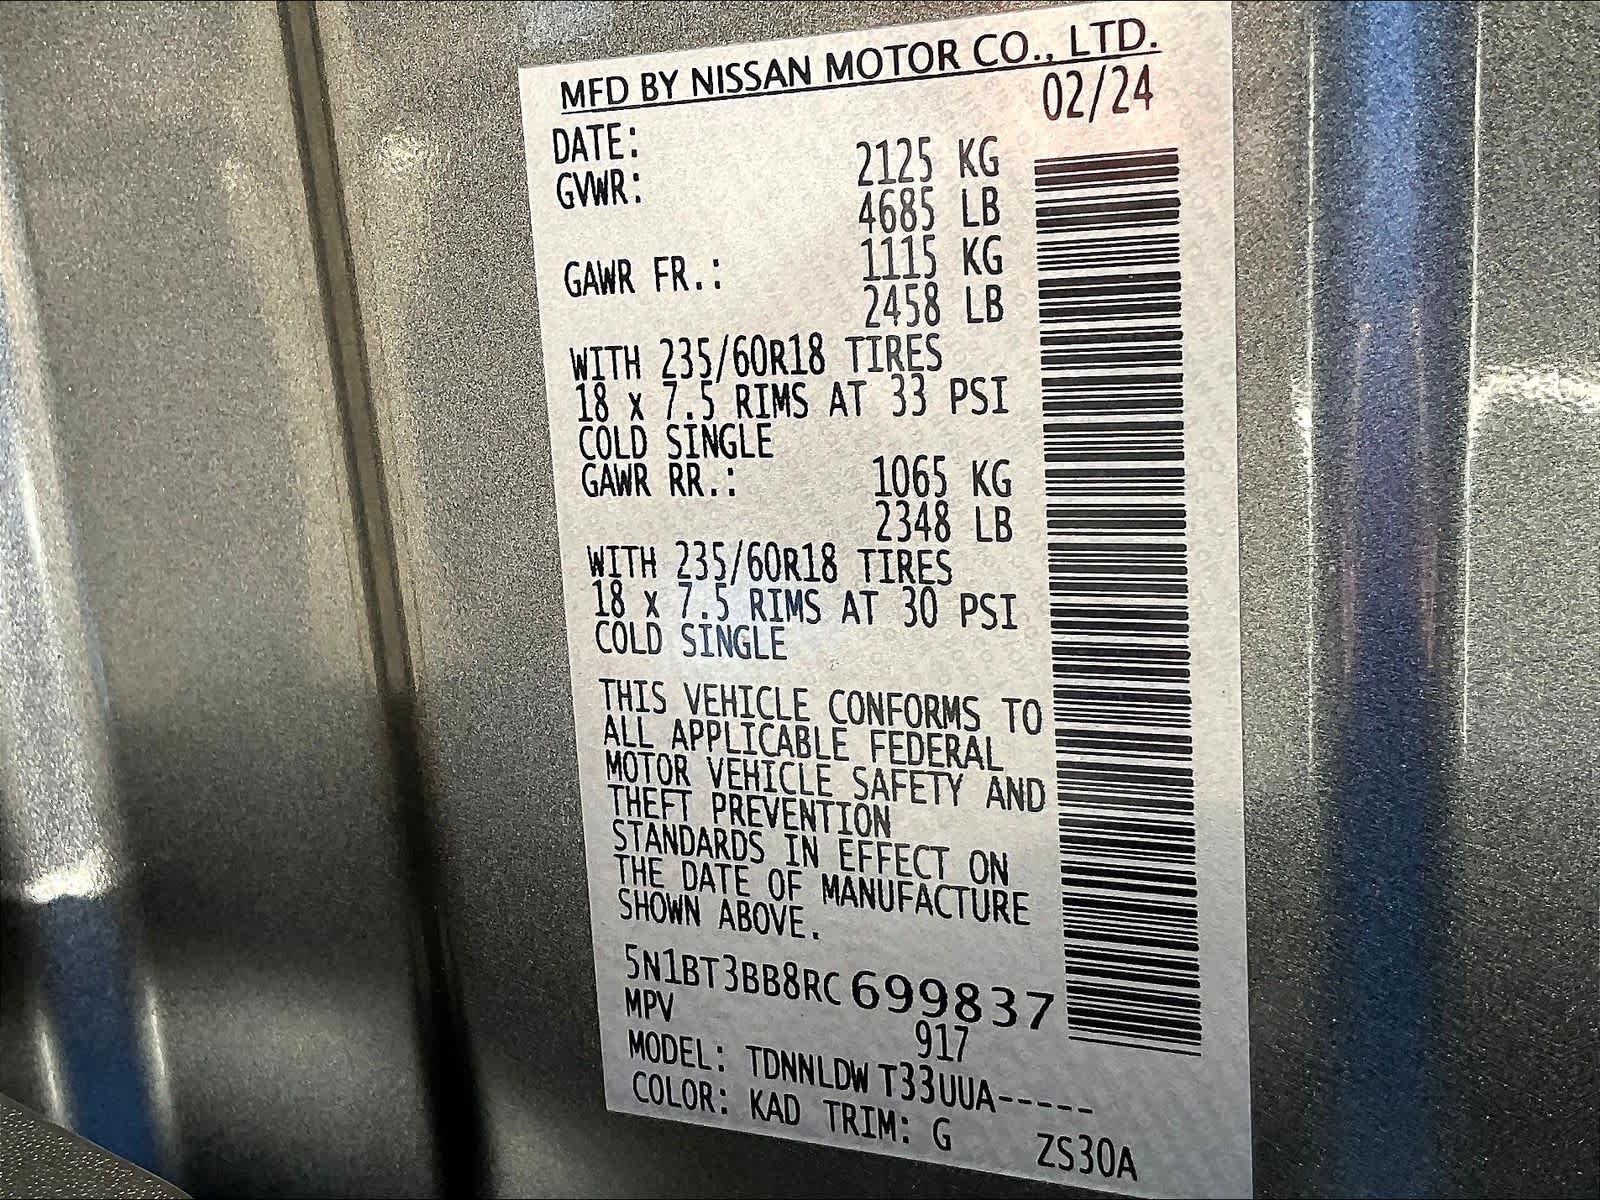 MFD BY NISSAN MOTOR CO., LTD.
DATE: 02/24
GVWR: 2125 KG
4685 LB
GAWR FR.: 1115 KG
2458 LB
WITH 235/60R18 TIRES
18 x 7.5 RIMS AT 33 PSI
COLD SINGLE
GAWR RR.: 1065 KG
2348 LB
WITH 235/60R18 TIRES
18 x 7.5 RIMS AT 30 PSI
COLD SINGLE
THIS VEHICLE CONFORMS TO
ALL APPLICABLE FEDERAL
MOTOR VEHICLE SAFETY AND
THEFT PREVENTION
STANDARDS IN EFFECT ON
THE DATE OF MANUFACTURE
SHOWN ABOVE.
5N1BT3BB8RC699837
MPV 917
MODEL: TDNNLDW T33UUA-----
COLOR: KAD TRIM: G ZS30A